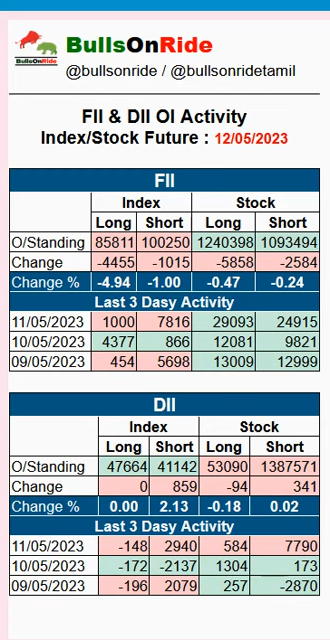 BullsOnRide
BullsOnRide
@bullsonride / @bullsonridetamil
FII & DII OI Activity
Index/Stock Future : 12/05/2023
FII
Index Stock
Long Short Long Short
O/Standing 85811 100250 1240398 1093494
Change -4455 -1015 -5858 -2584
Change % -4.94 -1.00 -0.47 -0.24
Last 3 Dasy Activity
11/05/2023 1000 7816 29093 24915
10/05/2023 4377 866 12081 9821
09/05/2023 454 5698 13009 12999
DII
Index Stock
Long Short Long Short
O/Standing 47664 41142 53090 1387571
Change 0 859 -94 341
Change % 0.00 2.13 -0.18 0.02
Last 3 Dasy Activity
11/05/2023 -148 2940 584 7790
10/05/2023 -172 -2137 1304 173
09/05/2023 -196 2079 257 -2870